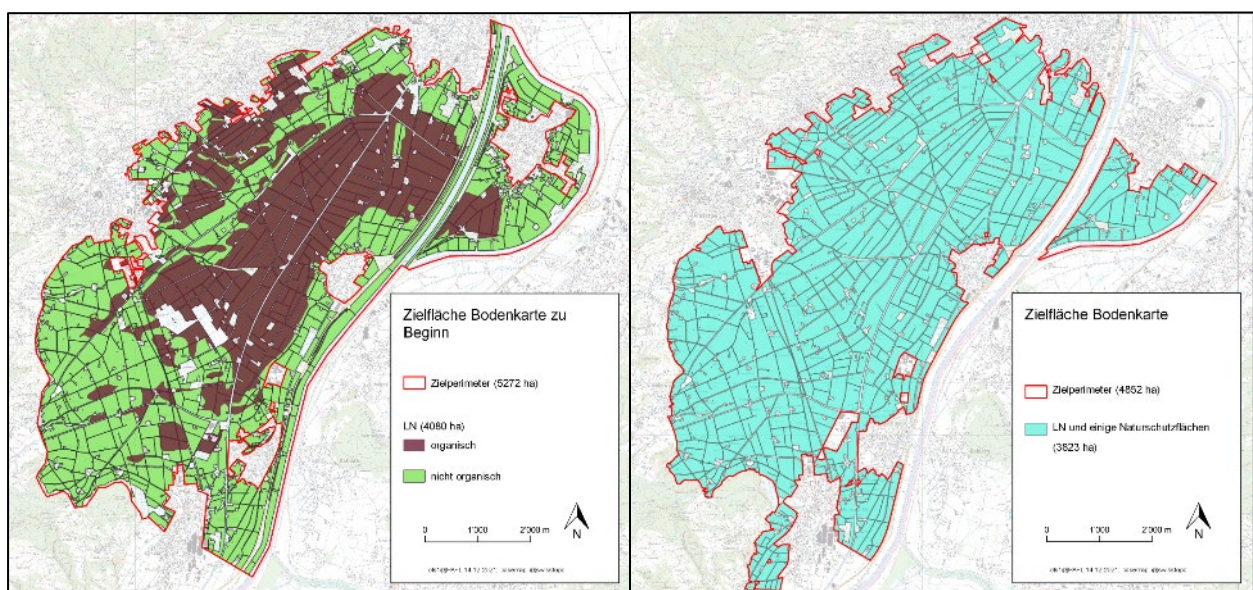 Zielfläche Bodenkarte zu
Beginn
Zielperimeter (5272 ha)
LN (4080 ha)
organisch
nicht organisch
0 1'000 2'000 m
N
Zielfläche Bodenkarte
Zielperimeter (4852 ha)
LN und einige Naturschutzflächen
(3823 ha)
0 1'000 2'000 m
N